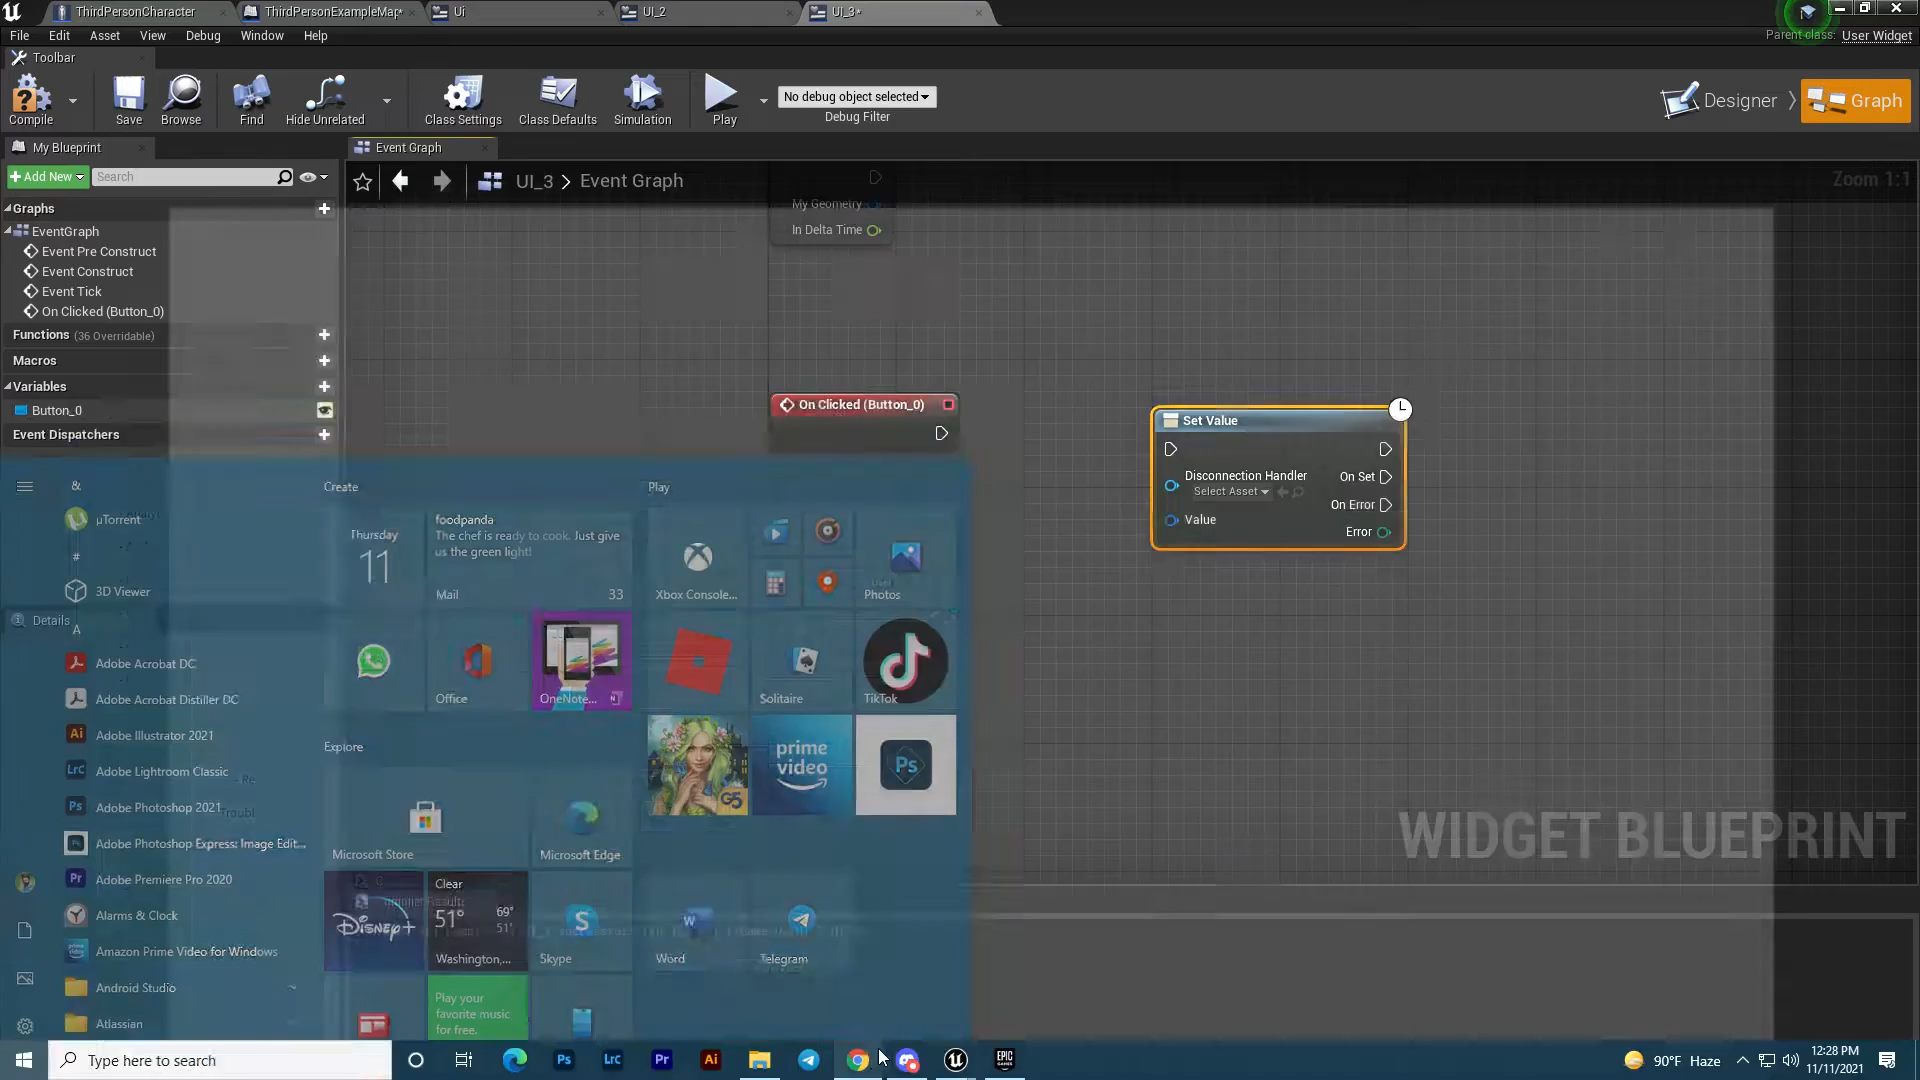 ThirdPersonCharacter
ThirdPersonExampleMap*
Ui
UI_2
UI_3*
File Edit Asset View Debug Window Help
Parent class: User Widget
Toolbar
Compile
Save
Browse
Find
Hide Unrelated
Class Settings
Class Defaults
Simulation
Play
No debug object selected
Debug Filter
Designer
Graph
My Blueprint
Event Graph
Add New
Search
UI_3 > Event Graph
Zoom 1:1
Graphs
EventGraph
Event Pre Construct
Event Construct
Event Tick
On Clicked (Button_0)
Functions (36 Overridable)
Macros
Variables
Button_0
Event Dispatchers
My Geometry
In Delta Time
On Clicked (Button_0)
Set Value
Disconnection Handler
Select Asset
Value
On Set
On Error
Error
WIDGET BLUEPRINT
Details
&
µTorrent
#
3D Viewer
A
Adobe Acrobat DC
Adobe Acrobat Distiller DC
Adobe Illustrator 2021
Adobe Lightroom Classic
Adobe Photoshop 2021
Adobe Photoshop Express: Image Edit...
Adobe Premiere Pro 2020
Alarms & Clock
Amazon Prime Video for Windows
Android Studio
Atlassian
Create
Thursday
11
foodpanda
The chef is ready to cook. Just give
us the green light!
Mail 33
Office
OneNote...
Explore
Microsoft Store
Microsoft Edge
Disney+
Clear
51° 69°
51°
Washington,...
Skype
Play your
favorite music
for free.
Play
Xbox Console...
Photos
Solitaire
TikTok
G5
prime video
Ps
Word
Telegram
Type here to search
Ps
Lrc
Pr
Ai
EPIC GAMES
90°F Haze
12:28 PM
11/11/2021